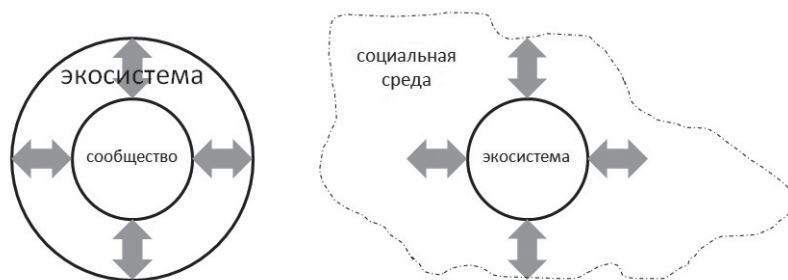 экосистема
сообщество
социальная
среда
экосистема